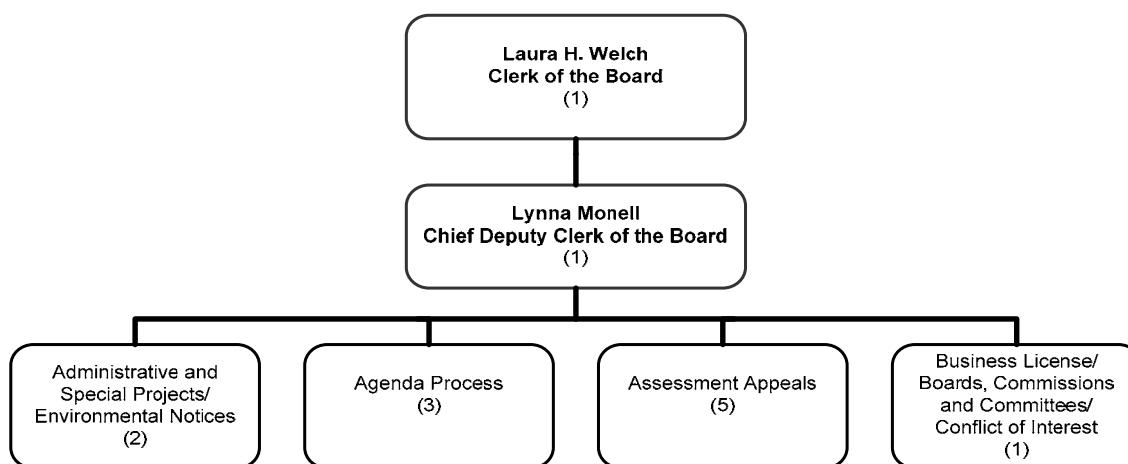 Laura H. Welch
Clerk of the Board
(1)
Lynna Monell
Chief Deputy Clerk of the Board
(1)
Administrative and
Special Projects/
Environmental Notices
(2)
Agenda Process
(3)
Assessment Appeals
(5)
Business License/
Boards, Commissions
and Committees/
Conflict of Interest
(1)